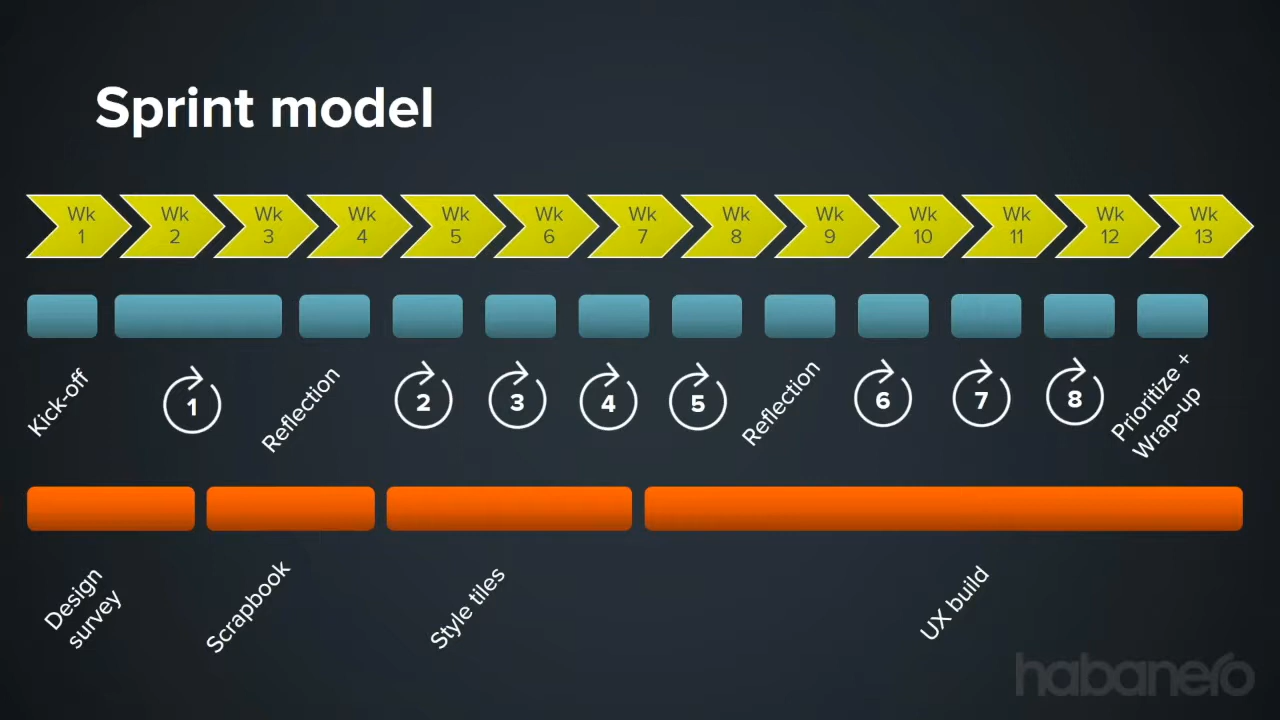 Sprint model
Wk
1
Wk
2
Wk
3
Wk
4
Wk
5
Wk
6
Wk
7
Wk
8
Wk
9
Wk
10
Wk
11
Wk
12
Wk
13
Kick-off
1
Reflection
2
3
4
5
Reflection
6
7
8
Prioritize +
Wrap-up
Design
survey
Scrapbook
Style tiles
UX build
habanero